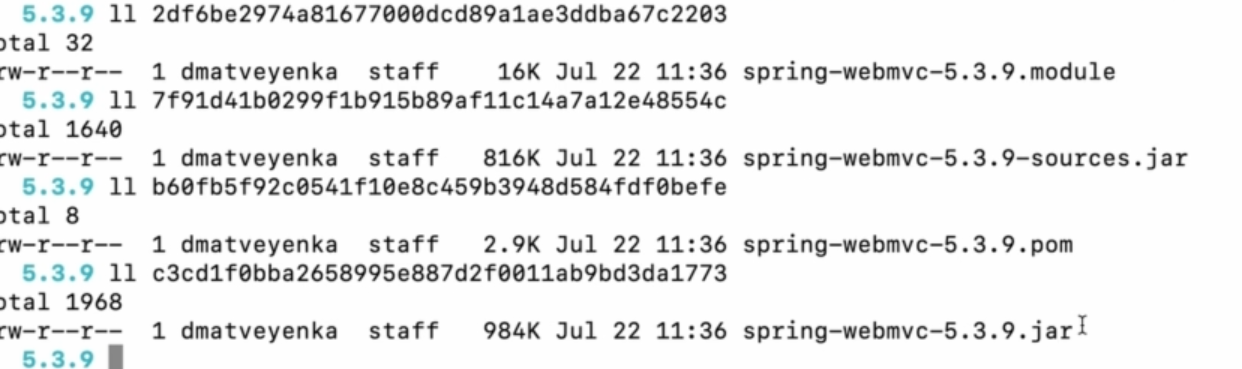 5.3.9 ll 2df6be2974a81677000dcd89a1ae3ddba67c2203
otal 32
rw-r--r-- 1 dmatveyenka staff 16K Jul 22 11:36 spring-webmvc-5.3.9.module
5.3.9 ll 7f91d41b0299f1b915b89af11c14a7a12e48554c
otal 1640
rw-r--r-- 1 dmatveyenka staff 816K Jul 22 11:36 spring-webmvc-5.3.9-sources.jar
5.3.9 ll b60fb5f92c0541f10e8c459b3948d584fdf0befe
otal 8
rw-r--r-- 1 dmatveyenka staff 2.9K Jul 22 11:36 spring-webmvc-5.3.9.pom
5.3.9 ll c3cd1f0bba2658995e887d2f0011ab9bd3da1773
otal 1968
rw-r--r-- 1 dmatveyenka staff 984K Jul 22 11:36 spring-webmvc-5.3.9.jar
5.3.9